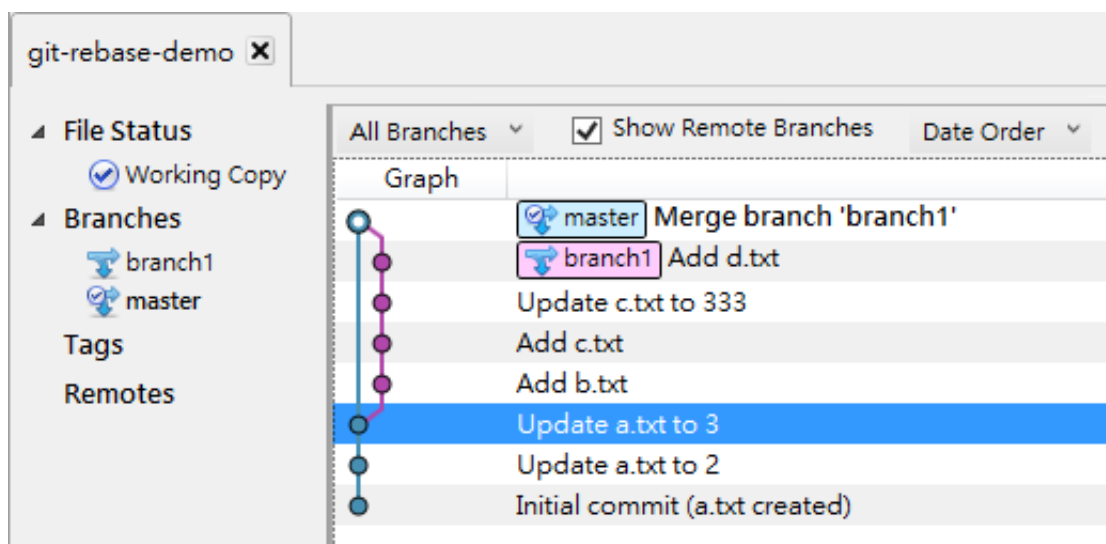 git-rebase-demo
File Status
Working Copy
Branches
branch1
master
Tags
Remotes
All Branches Show Remote Branches Date Order
Graph
master Merge branch 'branch1'
branch1 Add d.txt
Update c.txt to 333
Add c.txt
Add b.txt
Update a.txt to 3
Update a.txt to 2
Initial commit (a.txt created)